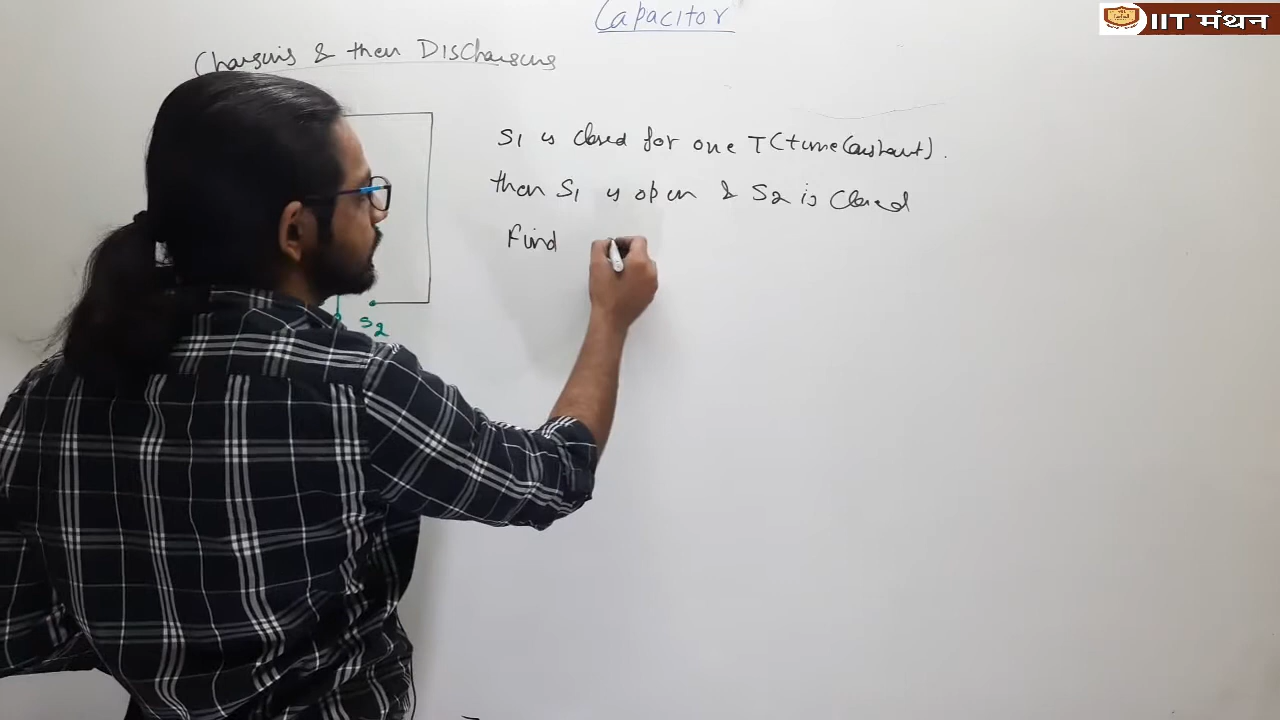 Capacitor
IIT मंथन
Charging & then Discharging
S1 is closed for one T (time constant).
then S1 is open & S2 is closed
Find
S2